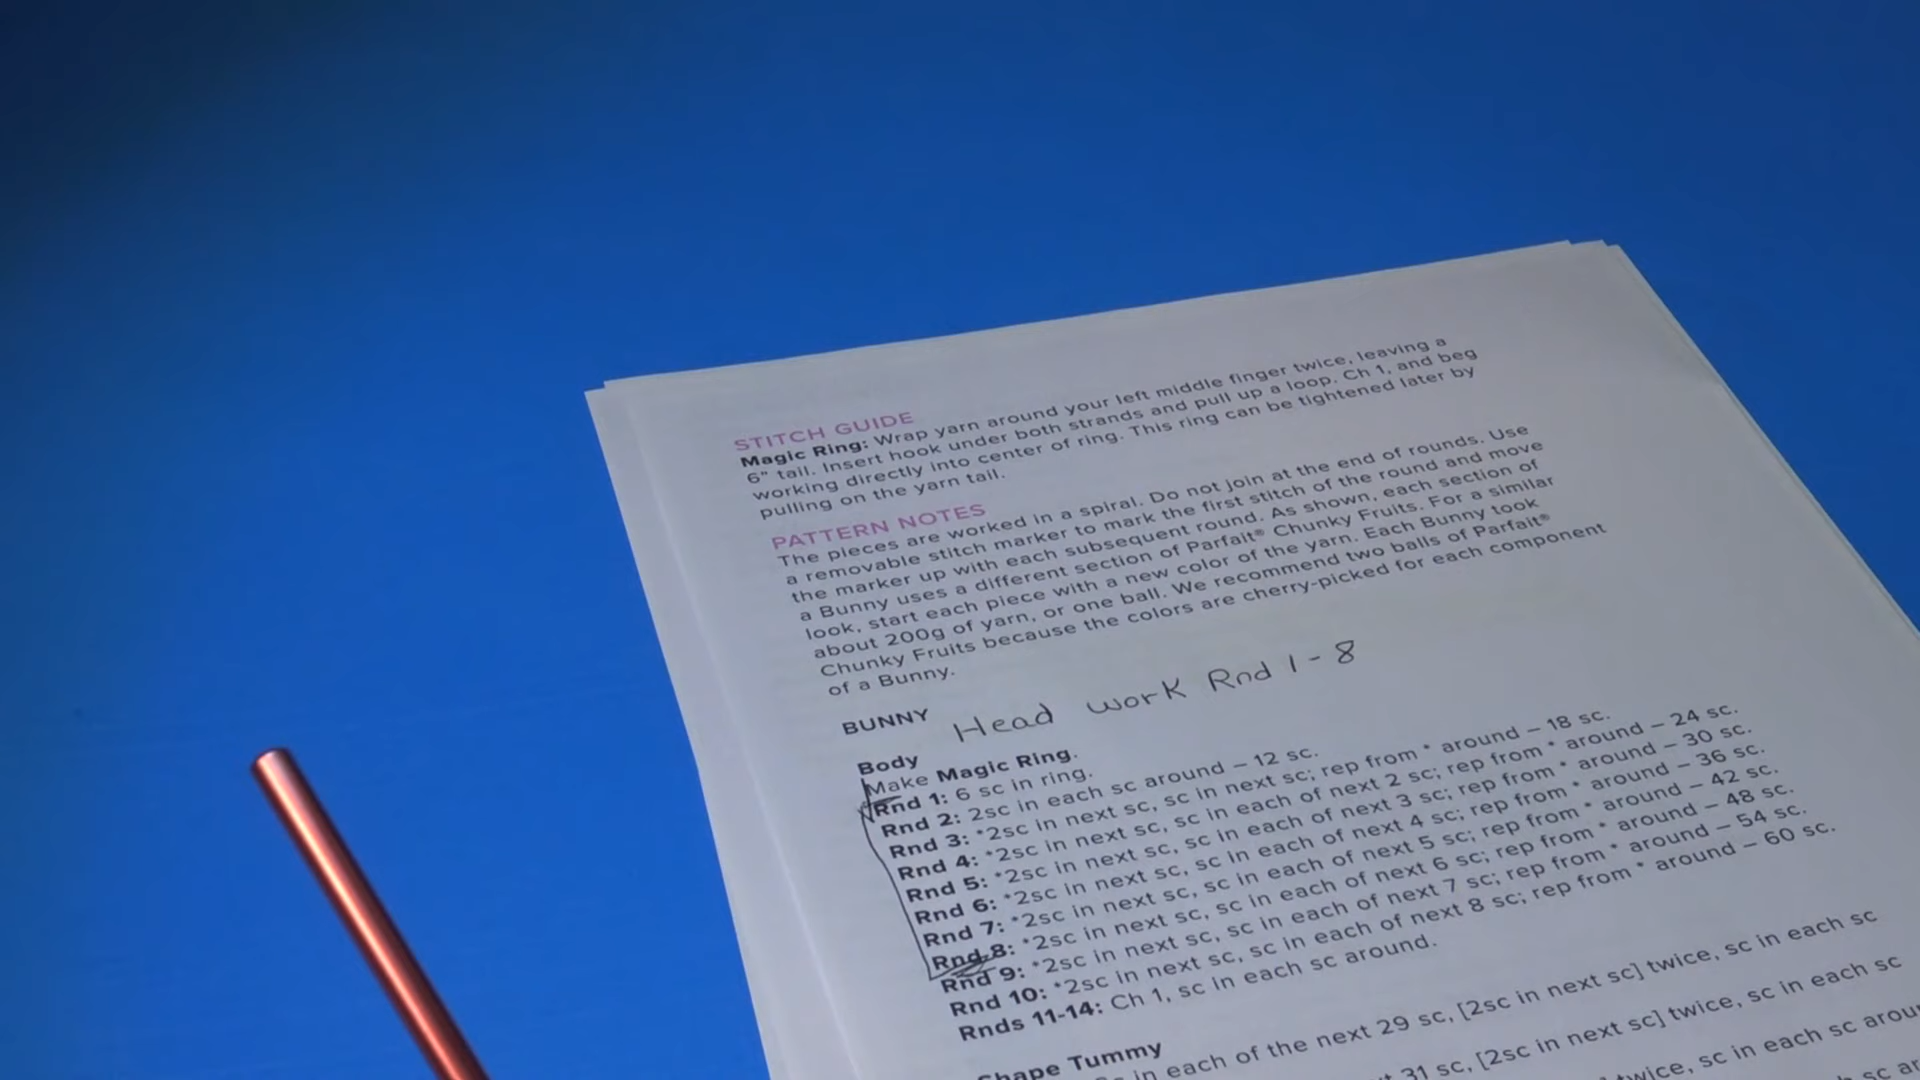 STITCH GUIDE
Magic Ring: Wrap yarn around your left middle finger twice, leaving a
6" tail. Insert hook under both strands and pull up a loop. Ch 1, and beg
working directly into center of ring. This ring can be tightened later by
pulling on the yarn tail.
PATTERN NOTES
The pieces are worked in a spiral. Do not join at the end of rounds. Use
a removable stitch marker to mark the first stitch of the round and move
the marker up with each subsequent round. As shown, each section of
a Bunny uses a different section of Parfait® Chunky Fruits. For a similar
look, start each piece with a new color of the yarn. Each Bunny took
about 200g of yarn, or one ball. We recommend two balls of Parfait®
Chunky Fruits because the colors are cherry-picked for each component
of a Bunny.
BUNNY Head work Rnd 1-8
Body
Make Magic Ring.
Rnd 1: 6 sc in ring.
Rnd 2: 2sc in each sc around – 12 sc.
Rnd 3: *2sc in next sc, sc in next sc; rep from * around – 18 sc.
Rnd 4: *2sc in next sc, sc in each of next 2 sc; rep from * around – 24 sc.
Rnd 5: *2sc in next sc, sc in each of next 3 sc; rep from * around – 30 sc.
Rnd 6: *2sc in next sc, sc in each of next 4 sc; rep from * around – 36 sc.
Rnd 7: *2sc in next sc, sc in each of next 5 sc; rep from * around – 42 sc.
Rnd 8: *2sc in next sc, sc in each of next 6 sc; rep from * around – 48 sc.
Rnd 9: *2sc in next sc, sc in each of next 7 sc; rep from * around – 54 sc.
Rnd 10: *2sc in next sc, sc in each of next 8 sc; rep from * around – 60 sc.
Rnds 11-14: Ch 1, sc in each sc around.
Shape Tummy
in each of the next 29 sc, [2sc in next sc] twice, sc in each sc
31 sc, [2sc in next sc] twice, sc in each sc
twice, sc in each sc